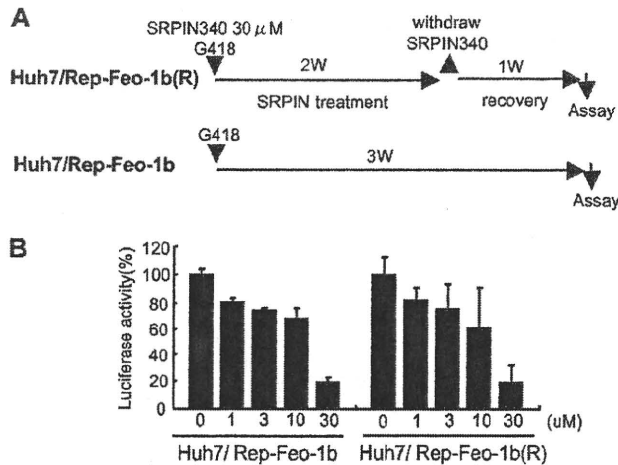 A
SRPIN340 30 μM
G418
withdraw
SRPIN340
Huh7/Rep-Feo-1b(R)
2W
1W
SRPIN treatment
recovery
Assay
G418
Huh7/Rep-Feo-1b
3W
Assay
B
Luciferase activity(%)
120
100
80
60
40
20
0
0 1 3 10 30 0 1 3 10 30 (uM)
Huh7/ Rep-Feo-1b Huh7/ Rep-Feo-1b(R)